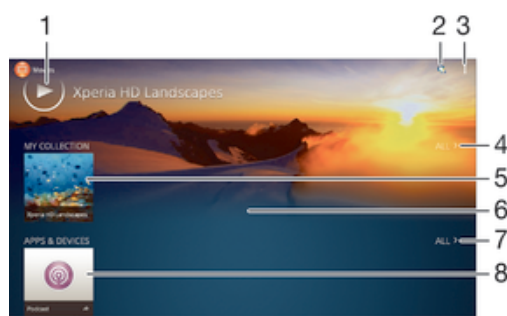 1
2 3
Movies
Xperia HD Landscapes
MY COLLECTION
ALL
4
Xperia HD Landscapes
5
6
APPS & DEVICES
ALL
7
Podcast
8